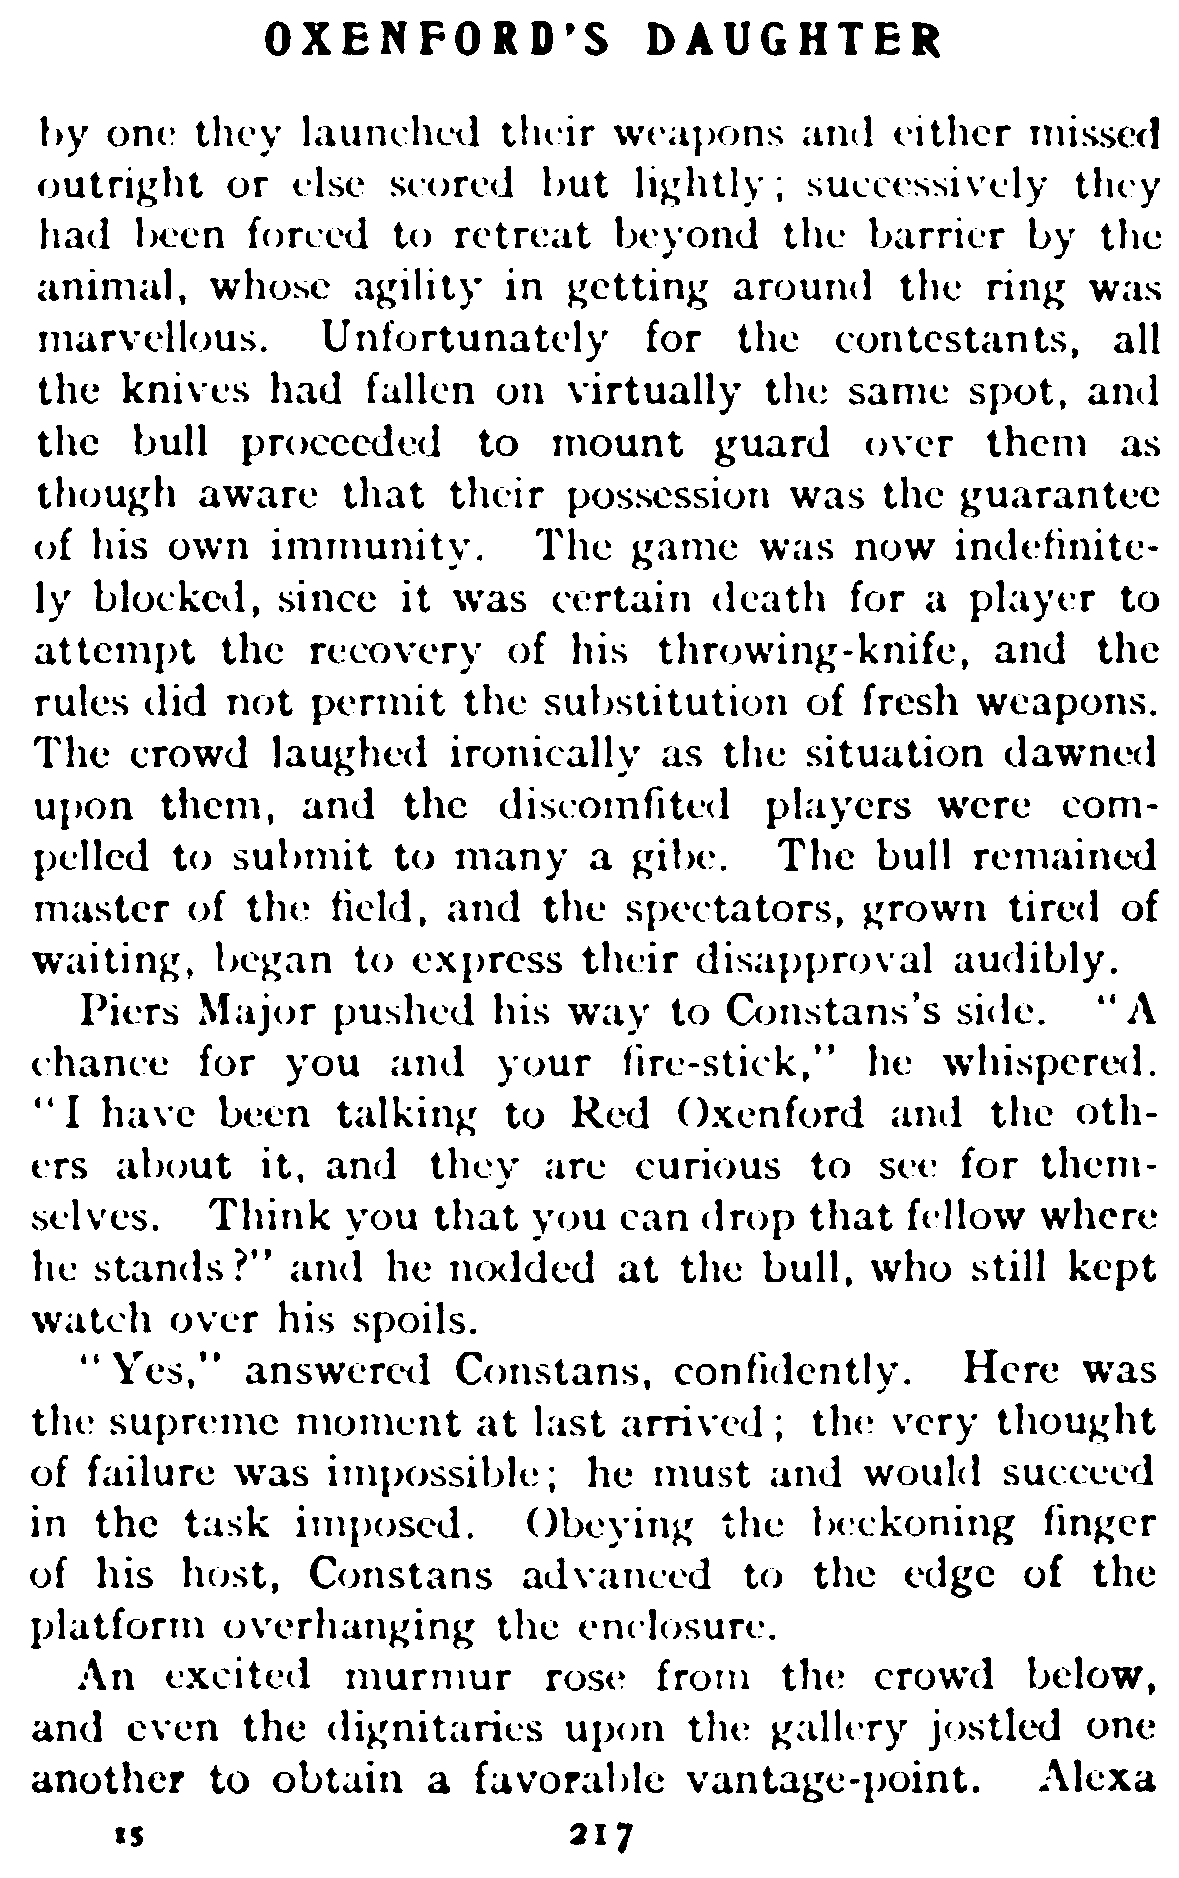 OXENFORD'S DAUGHTER
by one they launched their weapons and either missed
outright or else scored but lightly; successively they
had been forced to retreat beyond the barrier by the
animal, whose agility in getting around the ring was
marvellous. Unfortunately for the contestants, all
the knives had fallen on virtually the same spot, and
the bull proceeded to mount guard over them as
though aware that their possession was the guarantee
of his own immunity. The game was now indefinite-
ly blocked, since it was certain death for a player to
attempt the recovery of his throwing-knife, and the
rules did not permit the substitution of fresh weapons.
The crowd laughed ironically as the situation dawned
upon them, and the discomfited players were com-
pelled to submit to many a gibe. The bull remained
master of the field, and the spectators, grown tired of
waiting, began to express their disapproval audibly.
Piers Major pushed his way to Constans's side. "A
chance for you and your fire-stick," he whispered.
"I have been talking to Red Oxenford and the oth-
ers about it, and they are curious to see for them-
selves. Think you that you can drop that fellow where
he stands?" and he nodded at the bull, who still kept
watch over his spoils.
"Yes," answered Constans, confidently. Here was
the supreme moment at last arrived; the very thought
of failure was impossible; he must and would succeed
in the task imposed. Obeying the beckoning finger
of his host, Constans advanced to the edge of the
platform overhanging the enclosure.
An excited murmur rose from the crowd below,
and even the dignitaries upon the gallery jostled one
another to obtain a favorable vantage-point. Alexa
15 217